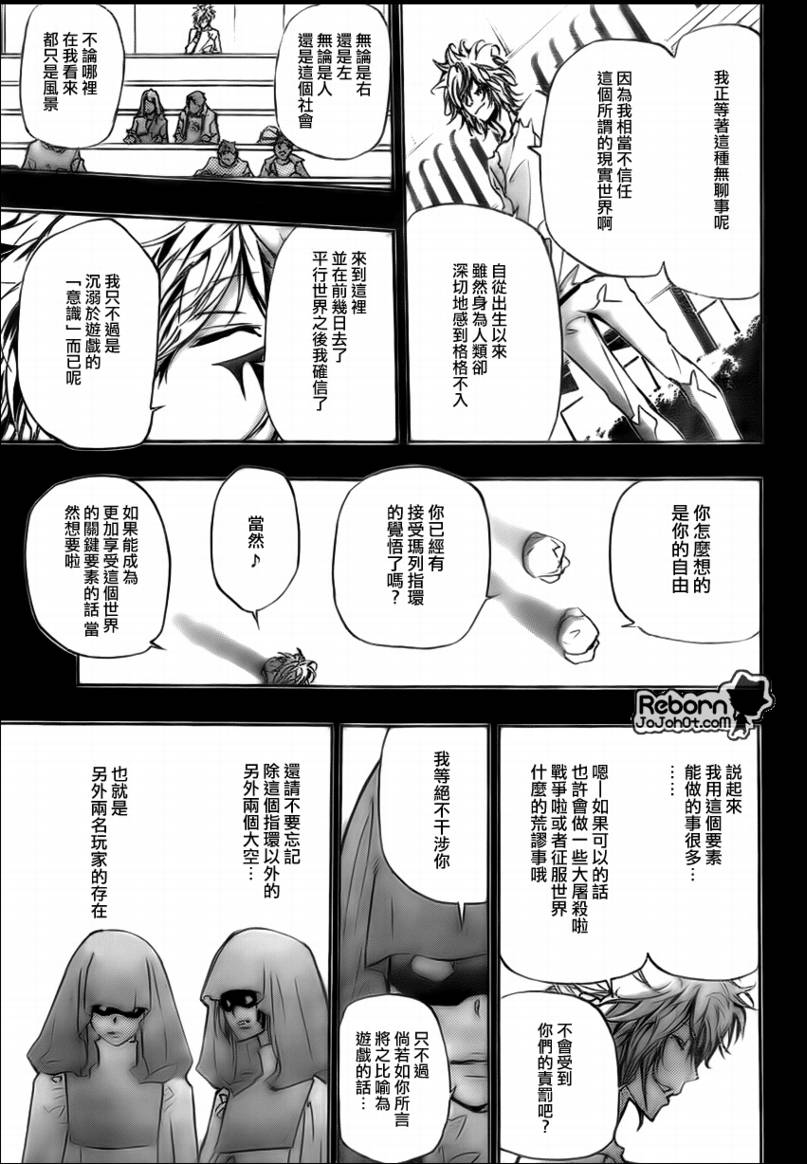 我正等著這種無聊事呢
因為我相當不信任
這個所謂的現實世界啊
自從出生以來
雖然身為人類卻
深切地感到格格不入
無論是右
還是左
無論是人
還是這個社會
不論哪裡
在我看來
都只是風景
來到這裡
並在前幾日去了
平行世界之後我確信了
我只不過是
沉溺於遊戲的
「意識」而已呢
你怎麼想的
是你的自由
你已經有
接受瑪列指環
的覺悟了嗎？
當然♪
如果能成為
更加享受這個世界
的關鍵要素的話 當
然想要啦
Reborn
JoJoHOt.com
說起來
我用這個要素
能做的事很多…
……
嗯—如果可以的話
也許會做一些大屠殺啦
戰爭啦或者征服世界
什麼的荒謬事哦
不會受到
你們的責罰吧？
我等絕不干涉你
只不過
倘若如你所言
將之比喻為
遊戲的話…
還請不要忘記
除這個指環以外的
另外兩個大空…
也就是
另外兩名玩家的存在